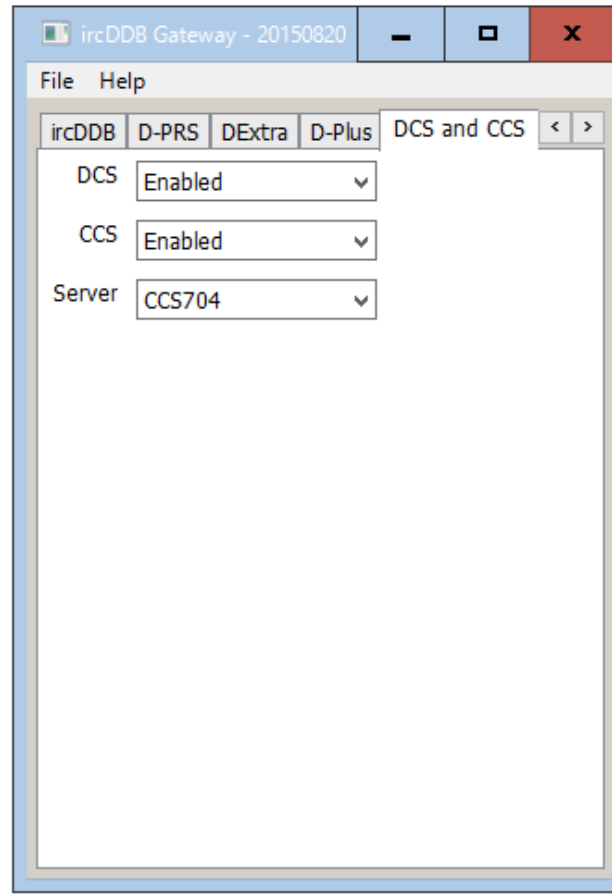 ircDDB Gateway - 20150820
File Help
ircDDB D-PRS DExtra D-Plus DCS and CCS
DCS Enabled
CCS Enabled
Server CCS704